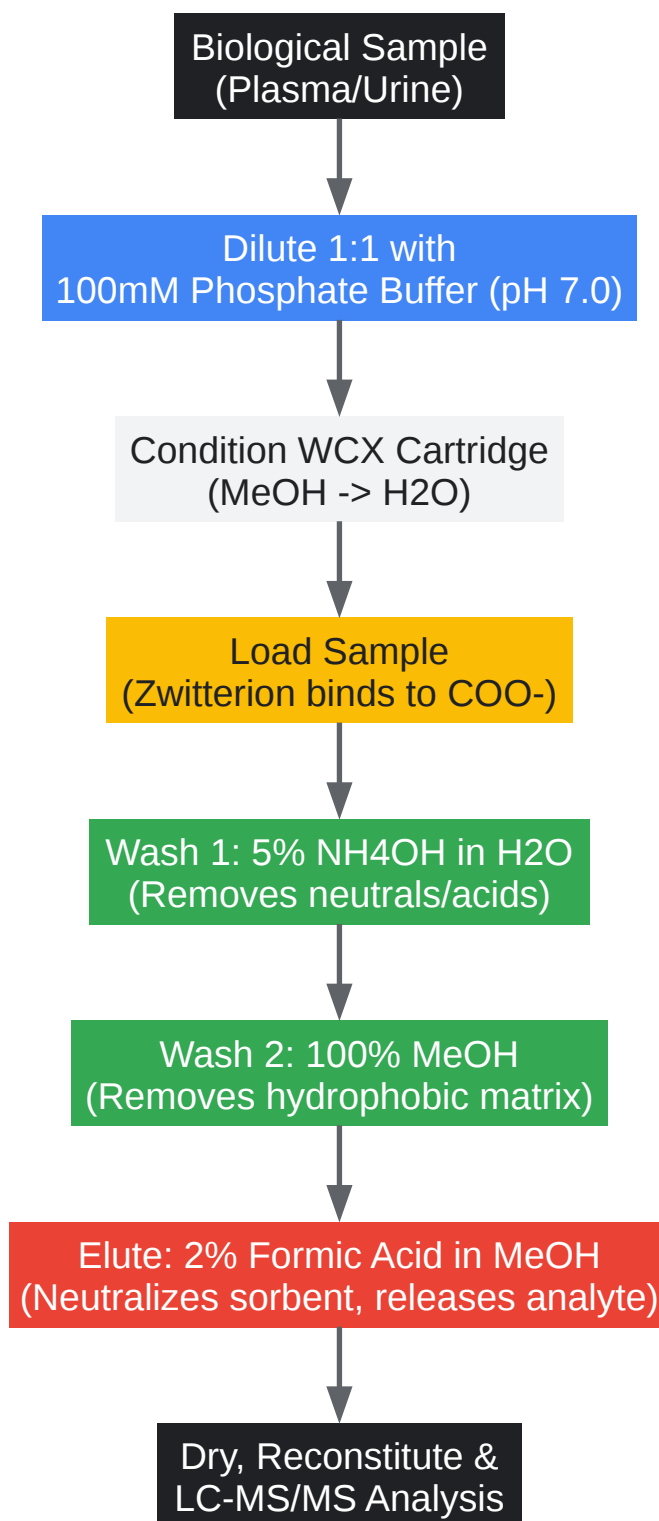 Biological Sample
(Plasma/Urine)
Dilute 1:1 with
100mM Phosphate Buffer (pH 7.0)
Condition WCX Cartridge
(MeOH -> H2O)
Load Sample
(Zwitterion binds to COO-)
Wash 1: 5% NH4OH in H2O
(Removes neutrals/acids)
Wash 2: 100% MeOH
(Removes hydrophobic matrix)
Elute: 2% Formic Acid in MeOH
(Neutralizes sorbent, releases analyte)
Dry, Reconstitute &
LC-MS/MS Analysis